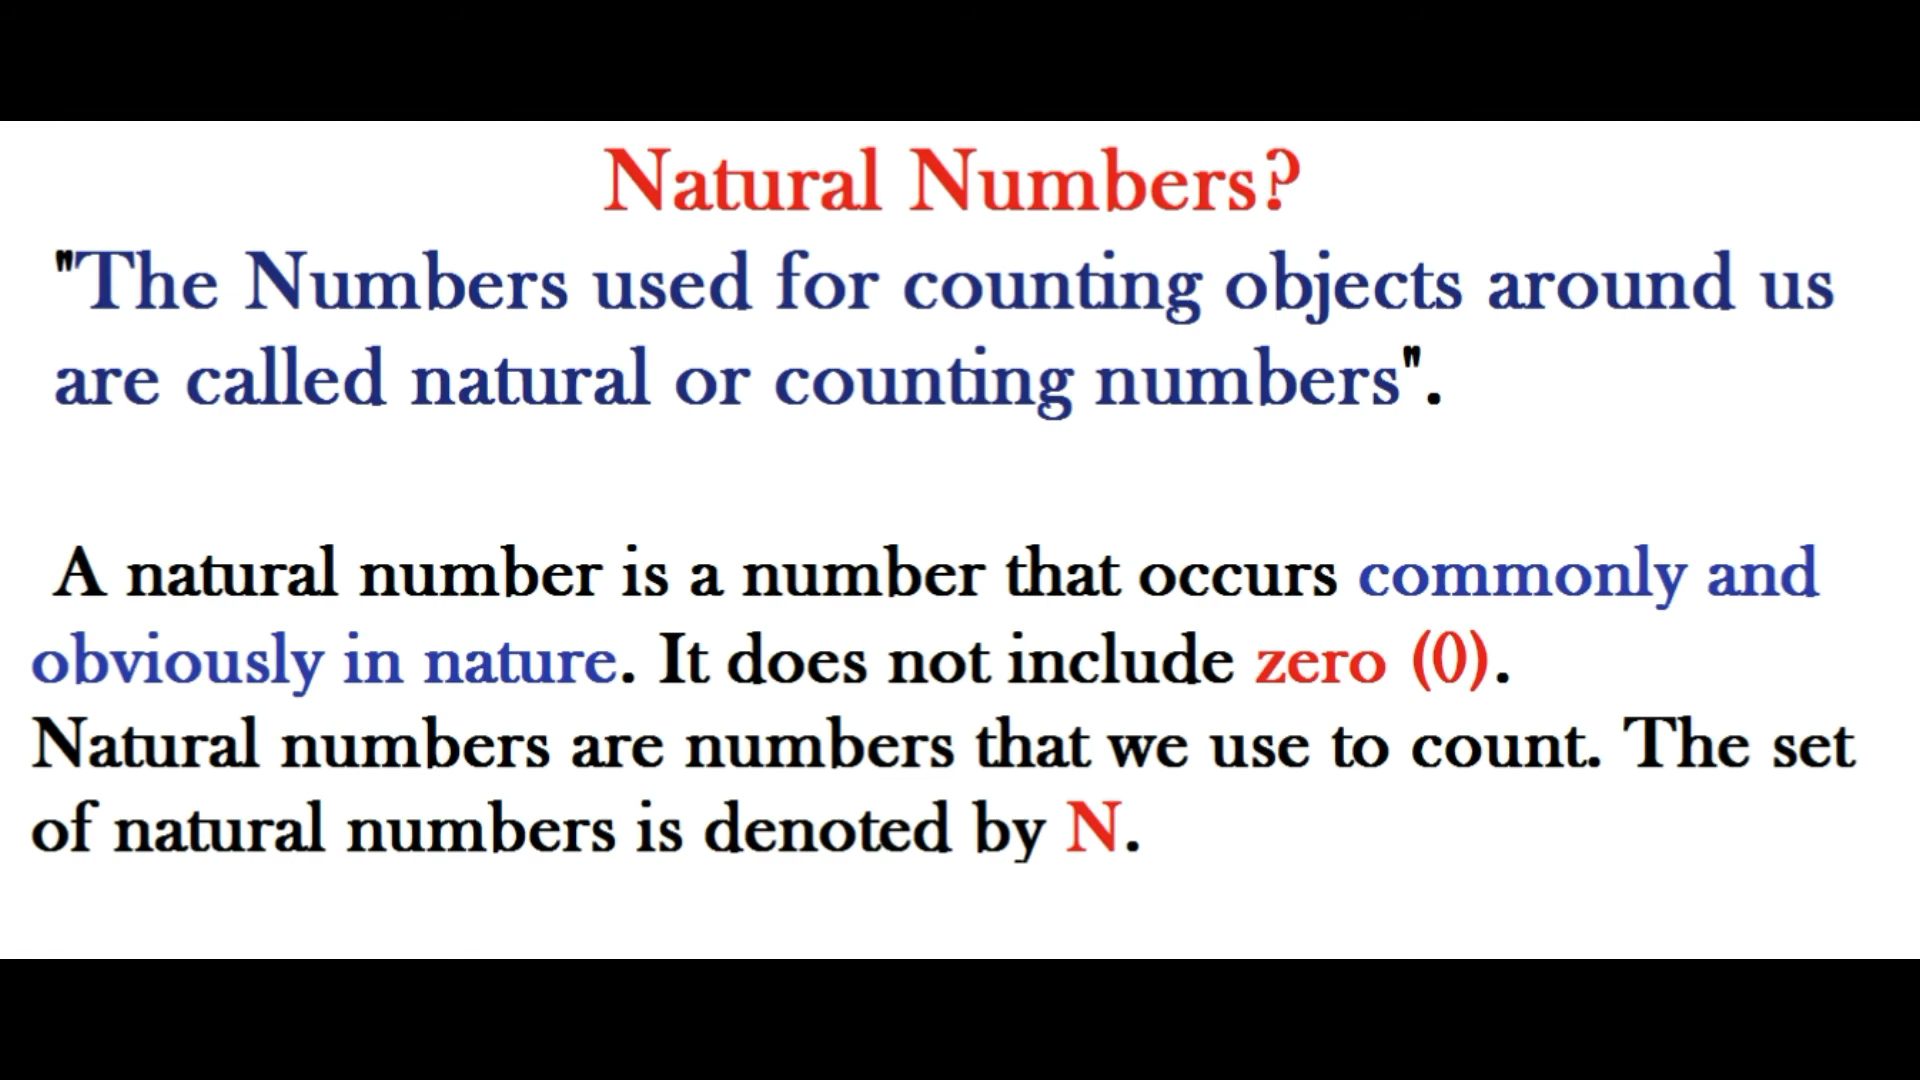 Natural Numbers?
"The Numbers used for counting objects around us
are called natural or counting numbers".
A natural number is a number that occurs commonly and
obviously in nature. It does not include zero (0).
Natural numbers are numbers that we use to count. The set
of natural numbers is denoted by N.